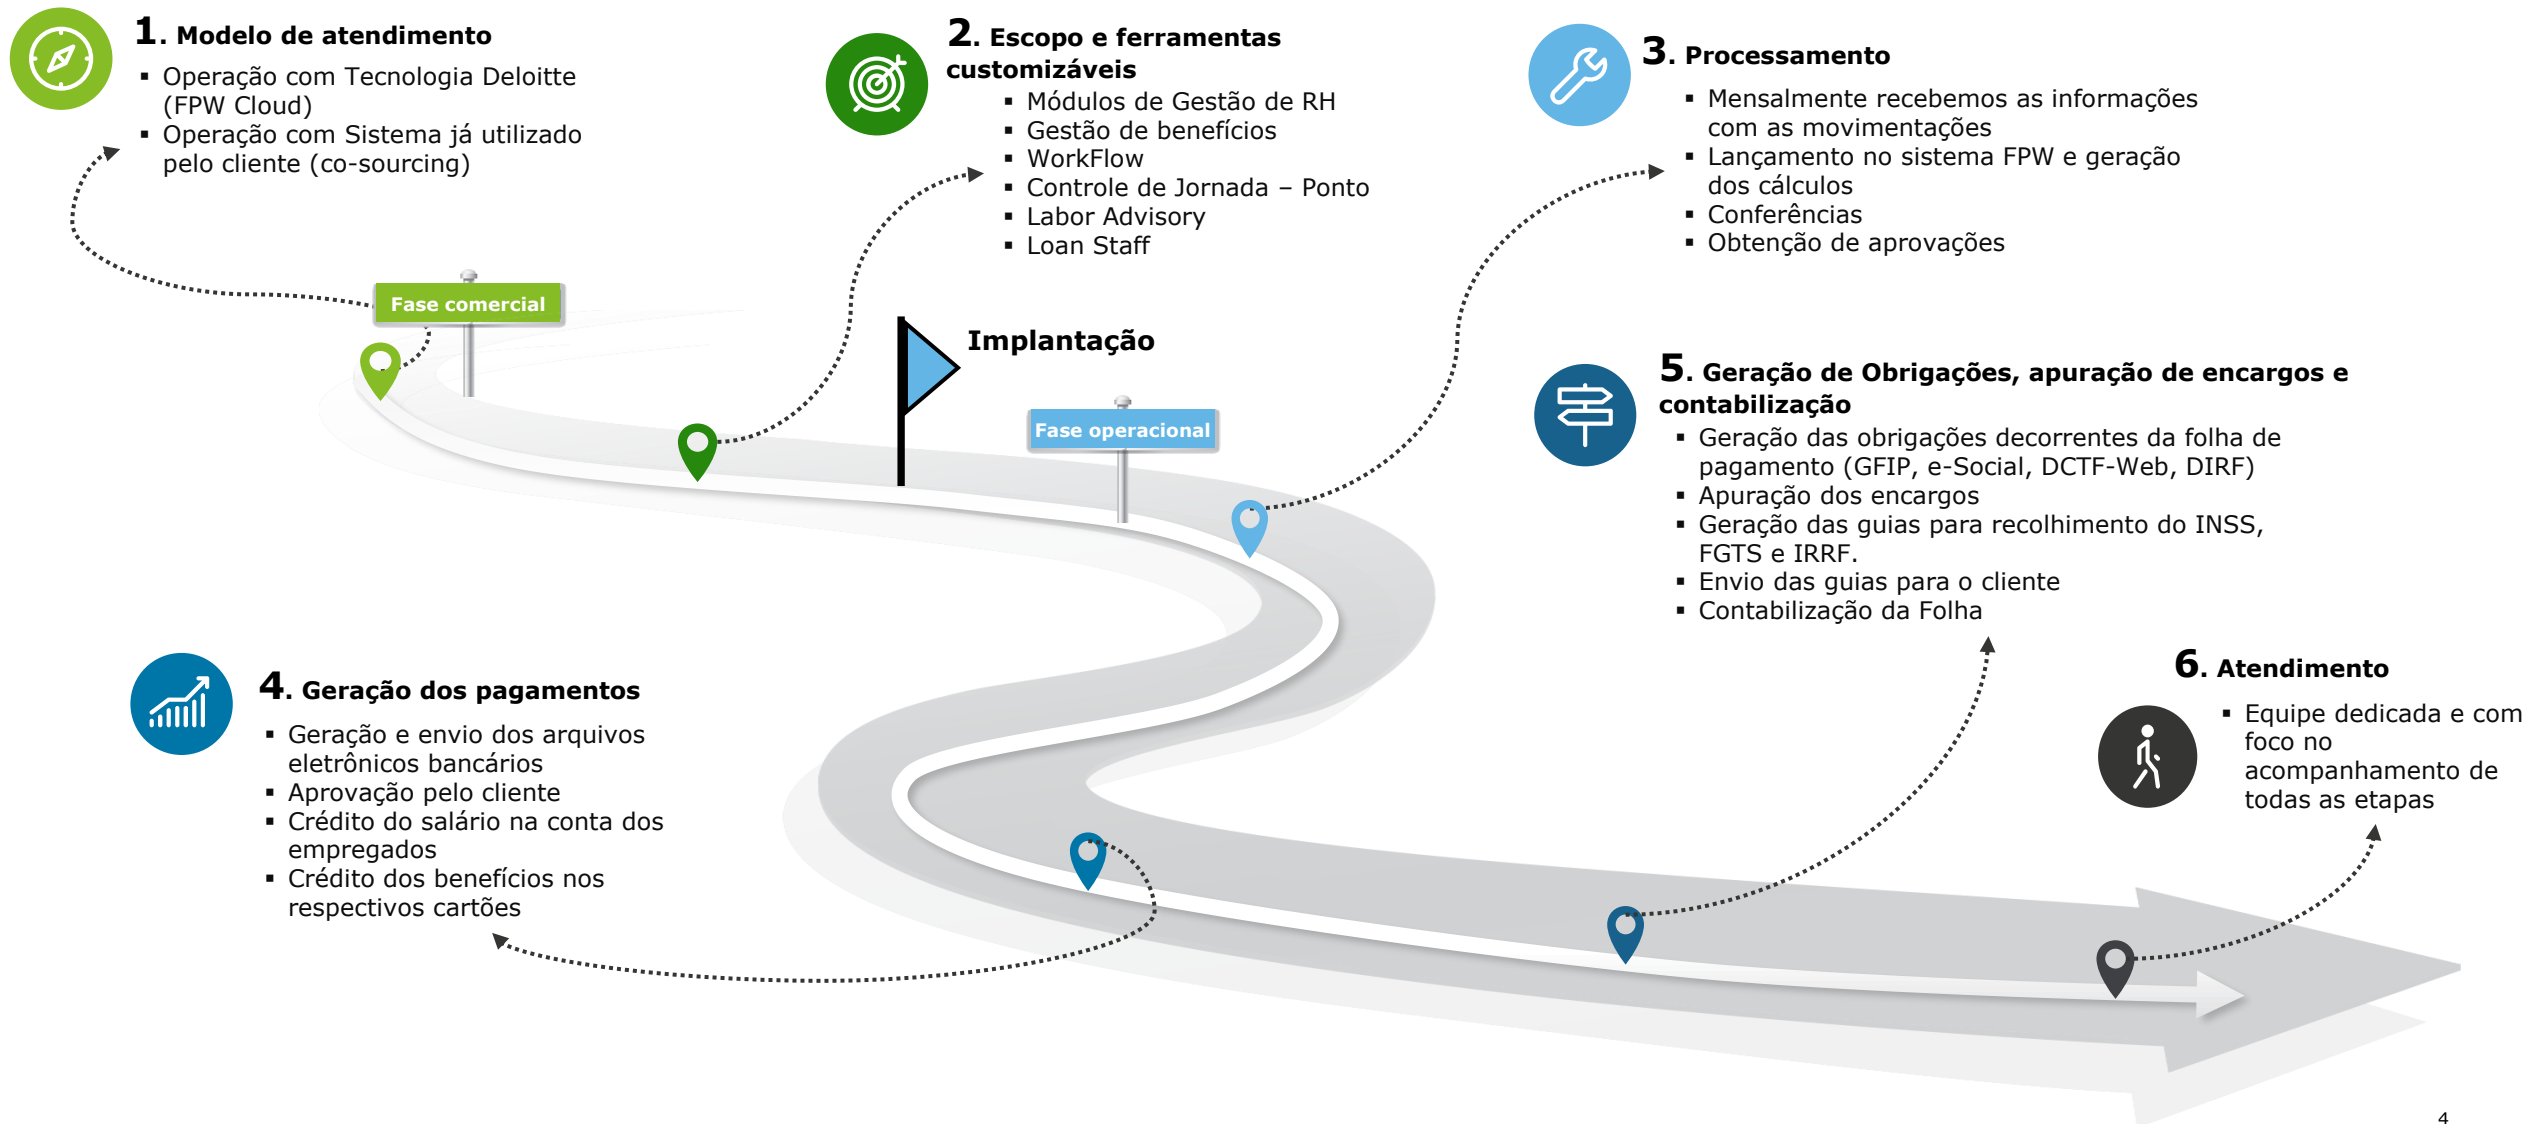 1. Modelo de atendimento
▪ Operação com Tecnologia Deloitte
(FPW Cloud)
▪ Operação com Sistema já utilizado
pelo cliente (co-sourcing)
2. Escopo e ferramentas
customizáveis
▪ Módulos de Gestão de RH
▪ Gestão de benefícios
▪ WorkFlow
▪ Controle de Jornada – Ponto
▪ Labor Advisory
▪ Loan Staff
3. Processamento
▪ Mensalmente recebemos as informações
com as movimentações
▪ Lançamento no sistema FPW e geração
dos cálculos
▪ Conferências
▪ Obtenção de aprovações
Fase comercial
Implantação
Fase operacional
4. Geração dos pagamentos
▪ Geração e envio dos arquivos
eletrônicos bancários
▪ Aprovação pelo cliente
▪ Crédito do salário na conta dos
empregados
▪ Crédito dos benefícios nos
respectivos cartões
5. Geração de Obrigações, apuração de encargos e
contabilização
▪ Geração das obrigações decorrentes da folha de
pagamento (GFIP, e-Social, DCTF-Web, DIRF)
▪ Apuração dos encargos
▪ Geração das guias para recolhimento do INSS,
FGTS e IRRF.
▪ Envio das guias para o cliente
▪ Contabilização da Folha
6. Atendimento
▪ Equipe dedicada e com
foco no
acompanhamento de
todas as etapas
4